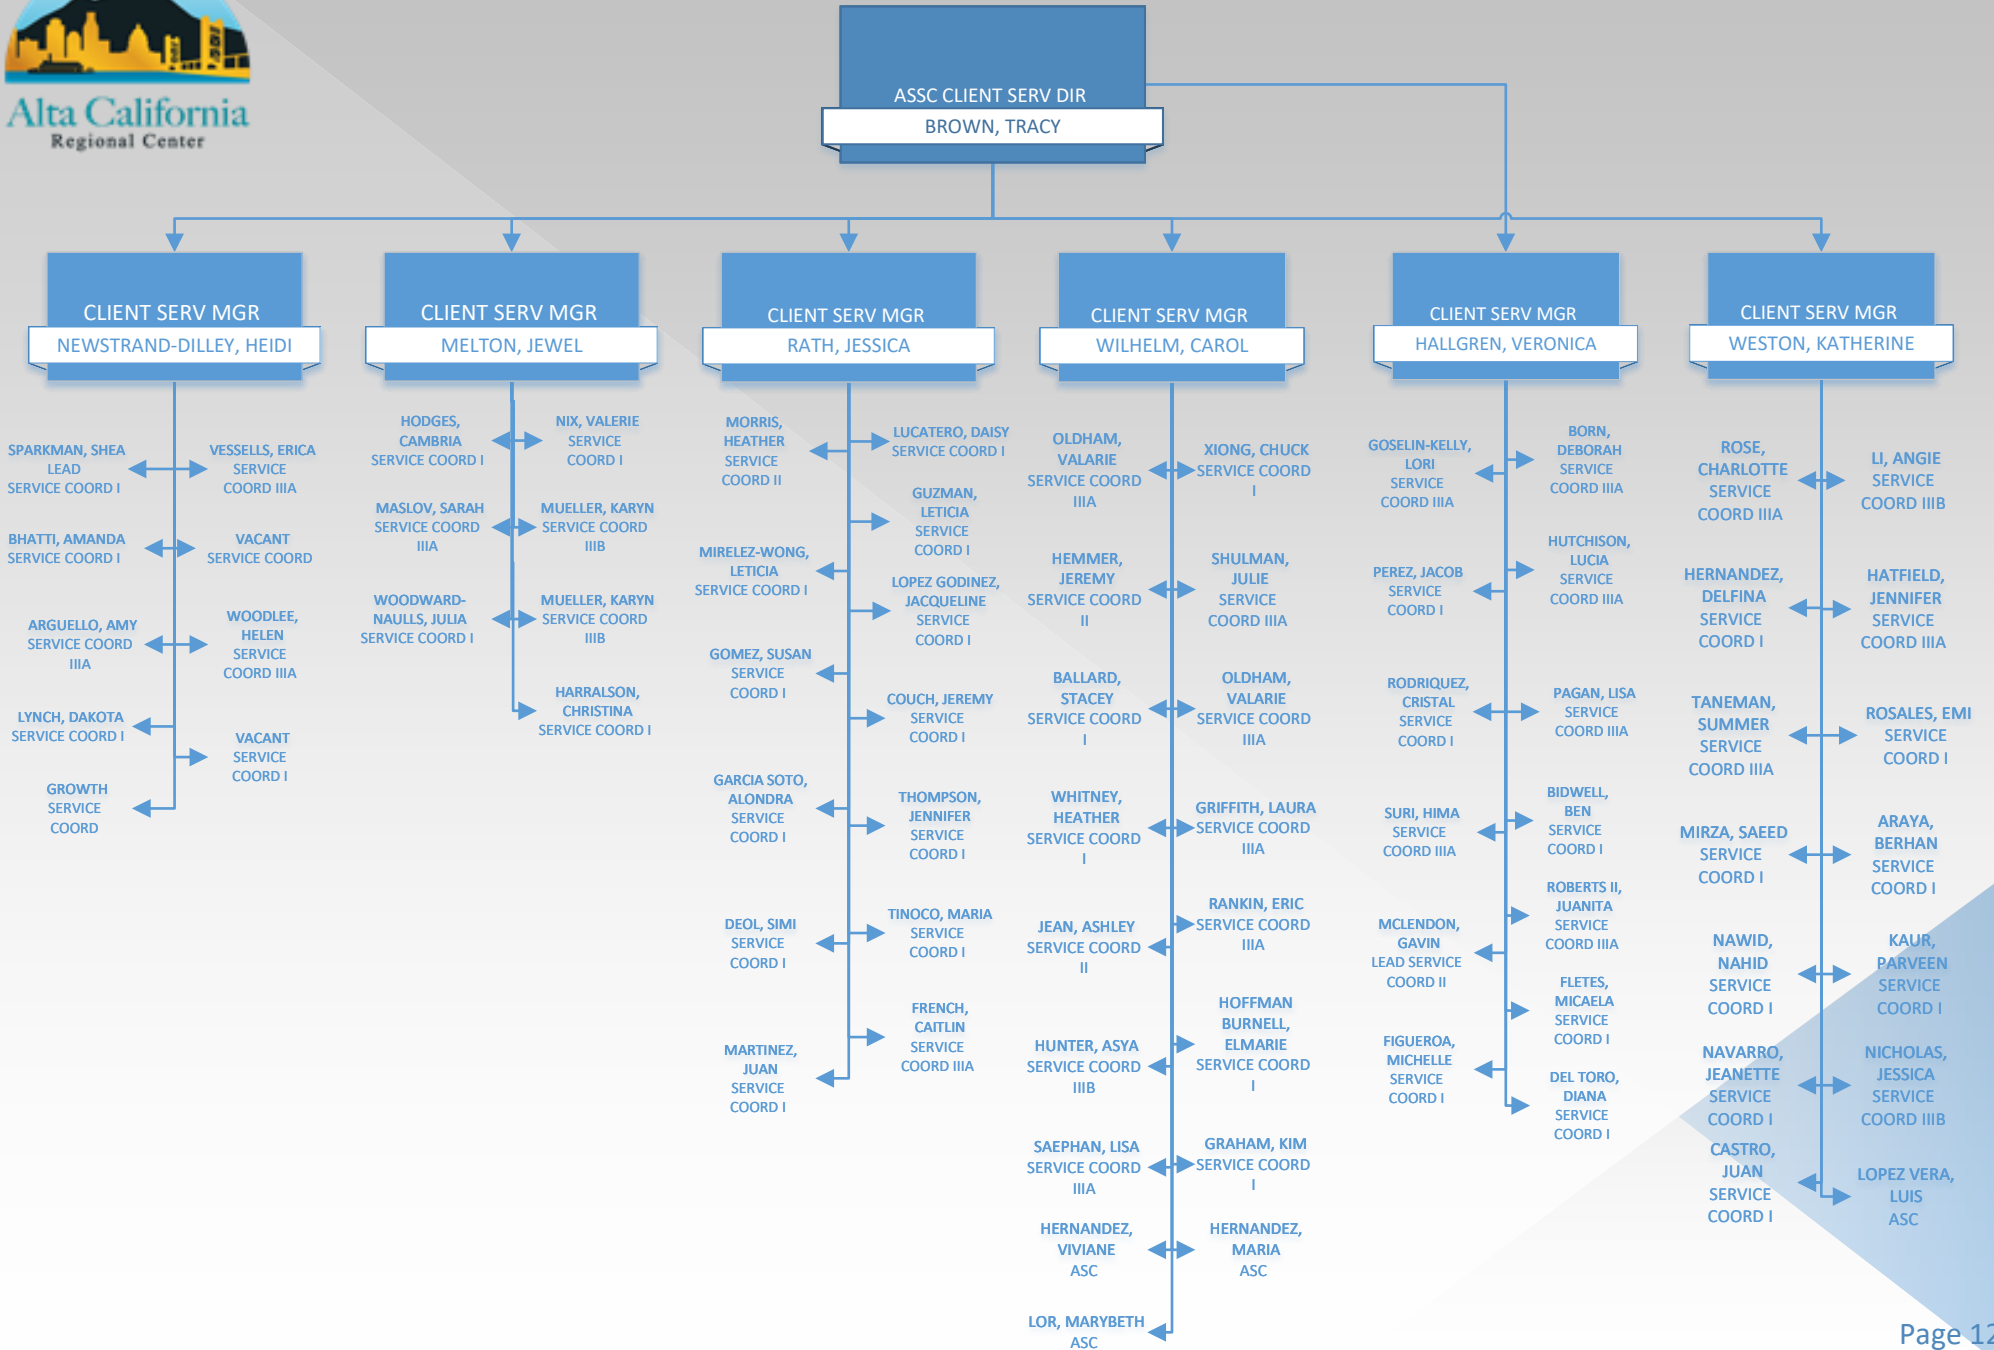 Alta California
Regional Center
ASSC CLIENT SERV DIR
BROWN, TRACY
CLIENT SERV MGR
NEWSTRAND-DILLEY, HEIDI
SPARKMAN, SHEA
LEAD
SERVICE COORD I
VESSELLS, ERICA
SERVICE
COORD IIIA
BHATTI, AMANDA
SERVICE COORD I
VACANT
SERVICE COORD
ARGUELLO, AMY
SERVICE COORD
IIIA
WOODLEE,
HELEN
SERVICE
COORD IIIA
LYNCH, DAKOTA
SERVICE COORD I
VACANT
SERVICE
COORD I
GROWTH
SERVICE
COORD
CLIENT SERV MGR
MELTON, JEWEL
HODGES,
CAMBRIA
SERVICE COORD I
NIX, VALERIE
SERVICE
COORD I
MASLOV, SARAH
SERVICE COORD
IIIA
MUELLER, KARYN
SERVICE COORD
IIIB
WOODWARD-
NAULLS, JULIA
SERVICE COORD I
MUELLER, KARYN
SERVICE COORD
IIIB
HARRALSON,
CHRISTINA
SERVICE COORD I
CLIENT SERV MGR
RATH, JESSICA
MORRIS,
HEATHER
SERVICE
COORD II
LUCATERO, DAISY
SERVICE COORD I
GUZMAN,
LETICIA
SERVICE
COORD I
MIRELEZ-WONG,
LETICIA
SERVICE COORD I
LOPEZ GODINEZ,
JACQUELINE
SERVICE
COORD I
GOMEZ, SUSAN
SERVICE
COORD I
COUCH, JEREMY
SERVICE
COORD I
GARCIA SOTO,
ALONDRA
SERVICE
COORD I
THOMPSON,
JENNIFER
SERVICE
COORD I
DEOL, SIMI
SERVICE
COORD I
TINOCO, MARIA
SERVICE
COORD I
FRENCH,
CAITLIN
SERVICE
COORD IIIA
MARTINEZ,
JUAN
SERVICE
COORD I
CLIENT SERV MGR
WILHELM, CAROL
OLDHAM,
VALARIE
SERVICE COORD
IIIA
XIONG, CHUCK
SERVICE COORD
I
HEMMER,
JEREMY
SERVICE COORD
II
SHULMAN,
JULIE
SERVICE
COORD IIIA
BALLARD,
STACEY
SERVICE COORD
I
OLDHAM,
VALARIE
SERVICE COORD
IIIA
WHITNEY,
HEATHER
SERVICE COORD
I
GRIFFITH, LAURA
SERVICE COORD
IIIA
JEAN, ASHLEY
SERVICE COORD
II
RANKIN, ERIC
SERVICE COORD
IIIA
HUNTER, ASYA
SERVICE COORD
IIIB
HOFFMAN
BURNELL,
ELMARIE
SERVICE COORD
I
SAEPHAN, LISA
SERVICE COORD
IIIA
GRAHAM, KIM
SERVICE COORD
I
HERNANDEZ,
VIVIANE
ASC
HERNANDEZ,
MARIA
ASC
LOR, MARYBETH
ASC
CLIENT SERV MGR
HALLGREN, VERONICA
GOSELIN-KELLY,
LORI
SERVICE
COORD IIIA
BORN,
DEBORAH
SERVICE
COORD IIIA
PEREZ, JACOB
SERVICE
COORD I
HUTCHISON,
LUCIA
SERVICE
COORD IIIA
RODRIQUEZ,
CRISTAL
SERVICE
COORD I
PAGAN, LISA
SERVICE
COORD IIIA
SURI, HIMA
SERVICE
COORD IIIA
BIDWELL,
BEN
SERVICE
COORD I
ROBERTS II,
JUANITA
SERVICE
COORD IIIA
MCLENDON,
GAVIN
LEAD SERVICE
COORD II
FLETES,
MICAELA
SERVICE
COORD I
FIGUEROA,
MICHELLE
SERVICE
COORD I
DEL TORO,
DIANA
SERVICE
COORD I
CLIENT SERV MGR
WESTON, KATHERINE
ROSE,
CHARLOTTE
SERVICE
COORD IIIA
LI, ANGIE
SERVICE
COORD IIIB
HERNANDEZ,
DELFINA
SERVICE
COORD I
HATFIELD,
JENNIFER
SERVICE
COORD IIIA
TANEMAN,
SUMMER
SERVICE
COORD IIIA
ROSALES, EMI
SERVICE
COORD I
MIRZA, SAEED
SERVICE
COORD I
ARAYA,
BERHAN
SERVICE
COORD I
NAWID,
NAHID
SERVICE
COORD I
KAUR,
PARVEEN
SERVICE
COORD I
NAVARRO,
JEANETTE
SERVICE
COORD I
NICHOLAS,
JESSICA
SERVICE
COORD IIIB
CASTRO,
JUAN
SERVICE
COORD I
LOPEZ VERA,
LUIS
ASC
Page 12